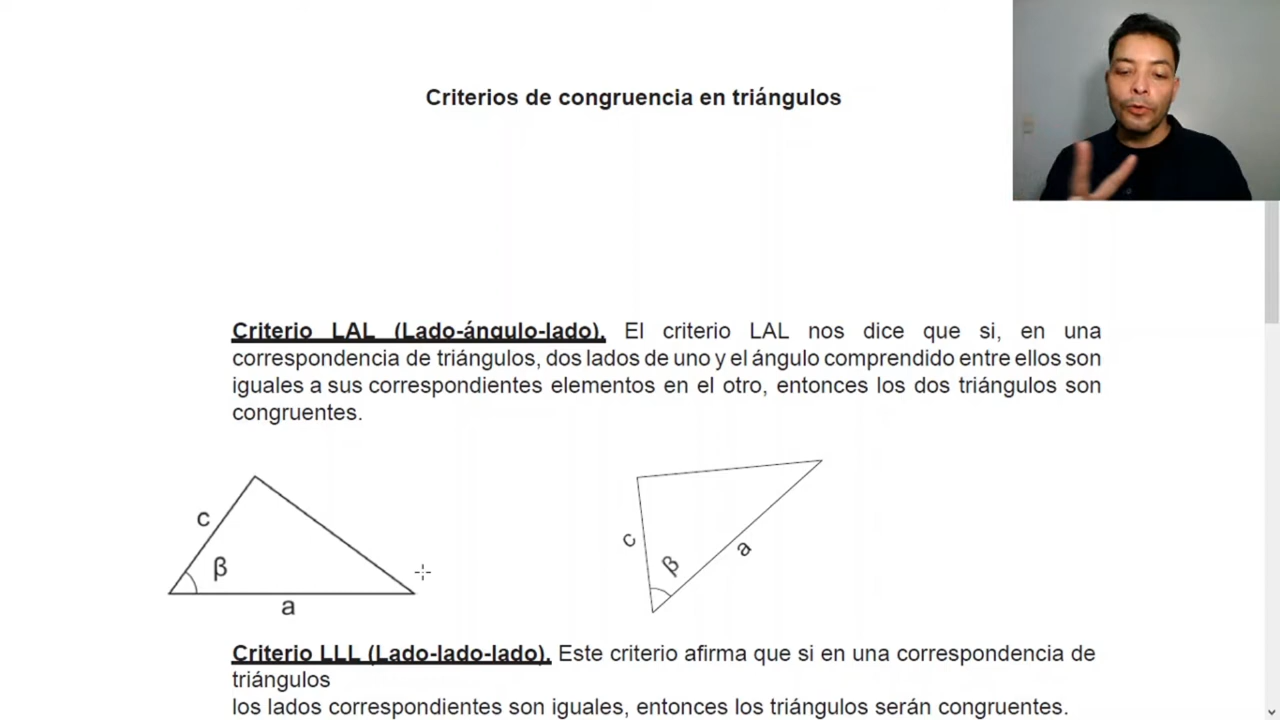 Criterios de congruencia en triángulos
Criterio LAL (Lado-ángulo-lado). El criterio LAL nos dice que si, en una
correspondencia de triángulos, dos lados de uno y el ángulo comprendido entre ellos son
iguales a sus correspondientes elementos en el otro, entonces los dos triángulos son
congruentes.
c
β
a
c
β
a
Criterio LLL (Lado-lado-lado). Este criterio afirma que si en una correspondencia de
triángulos
los lados correspondientes son iguales, entonces los triángulos serán congruentes.